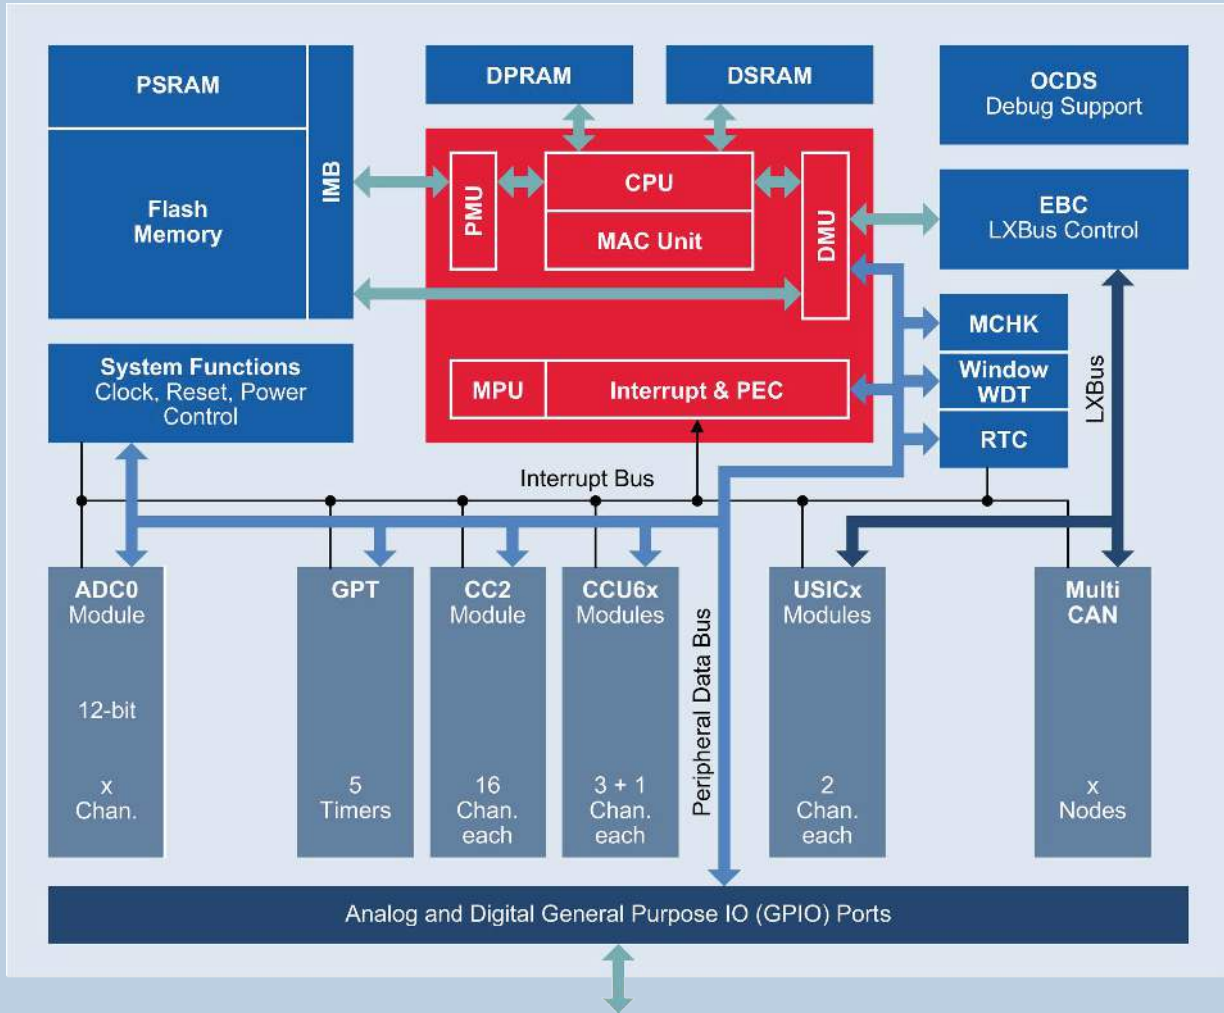 PSRAM
Flash
Memory
IMB
DPRAM
DSRAM
OCDS
Debug Support
PMU
CPU
MAC Unit
DMU
EBC
LXBus Control
MPU
Interrupt & PEC
MCHK
Window
WDT
RTC
LXBus
System Functions
Clock, Reset, Power
Control
Interrupt Bus
ADC0
Module
12-bit
x
Chan.
GPT
5
Timers
CC2
Module
16
Chan.
each
CCU6x
Modules
3 + 1
Chan.
each
Peripheral Data Bus
USICx
Modules
2
Chan.
each
Multi
CAN
x
Nodes
Analog and Digital General Purpose IO (GPIO) Ports